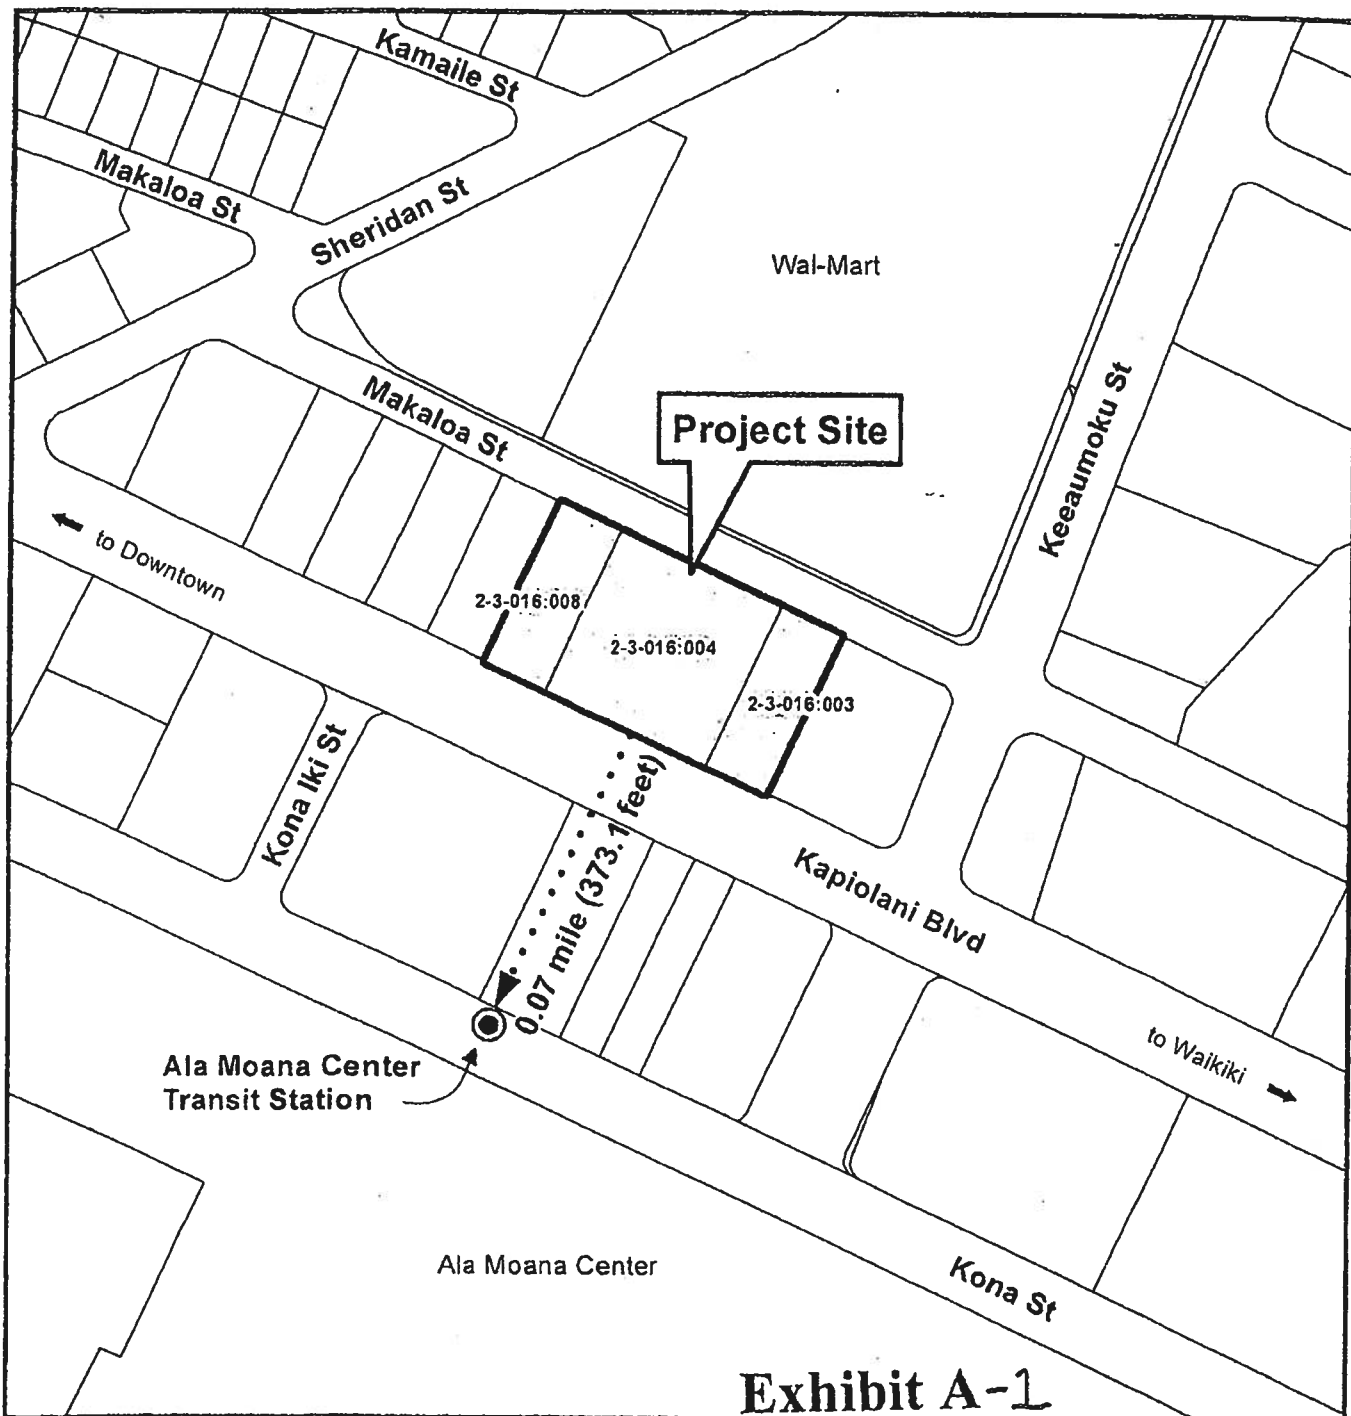 Kamaile St
Makaloa St
Sheridan St
Wal-Mart
Makaloa St
Project Site
Keeaumoku St
to Downtown
2-3-016:008
2-3-016:004
2-3-016:003
Kona Iki St
0.07 mile (373.1 feet)
Kapiolani Blvd
to Waikiki
Ala Moana Center
Transit Station
Ala Moana Center
Kona St
Exhibit A-1